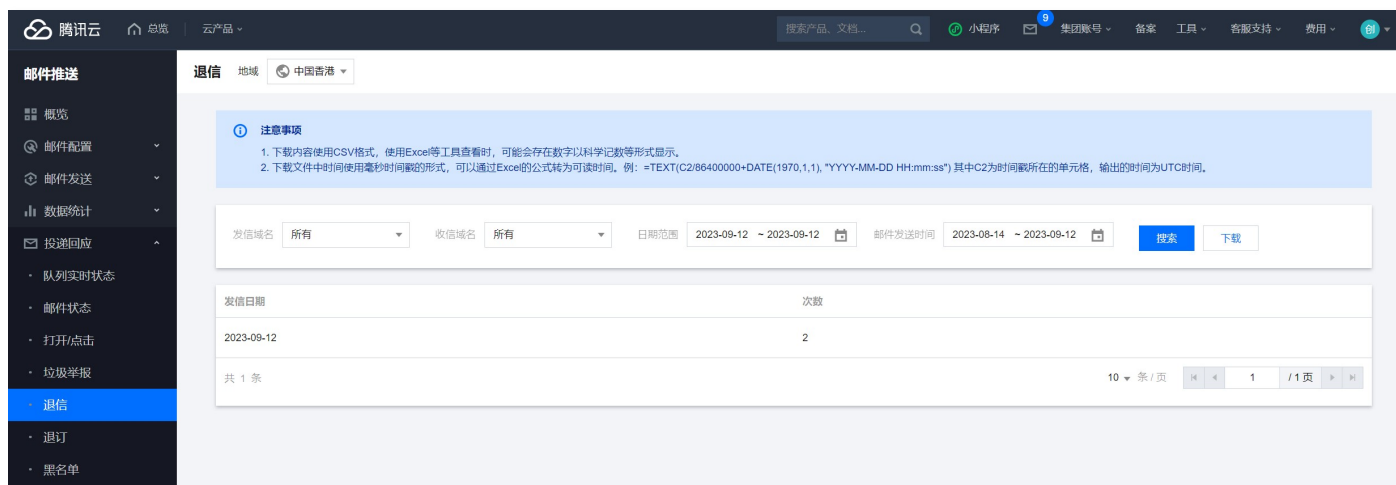 腾讯云 总览 云产品 搜索产品、文档... 小程序 9 集团账号 备案 工具 客服支持 费用 创
邮件推送
退信 地域 中国香港
概览
邮件配置
邮件发送
数据统计
投递回应
队列实时状态
邮件状态
打开/点击
垃圾举报
退信
退订
黑名单
注意事项
1. 下载内容使用CSV格式，使用Excel等工具查看时，可能会存在数字以科学记数等形式显示。
2. 下载文件中时间使用毫秒时间戳的形式，可以通过Excel的公式转为可读时间。例：=TEXT(C2/86400000+DATE(1970,1,1), "YYYY-MM-DD HH:mm:ss") 其中C2为时间戳所在的单元格，输出的时间为UTC时间。
发信域名 所有 收信域名 所有 日期范围 2023-09-12 ~ 2023-09-12 邮件发送时间 2023-08-14 ~ 2023-09-12 搜索 下载
发信日期 次数
2023-09-12 2
共 1 条 10 条 / 页 1 / 1 页